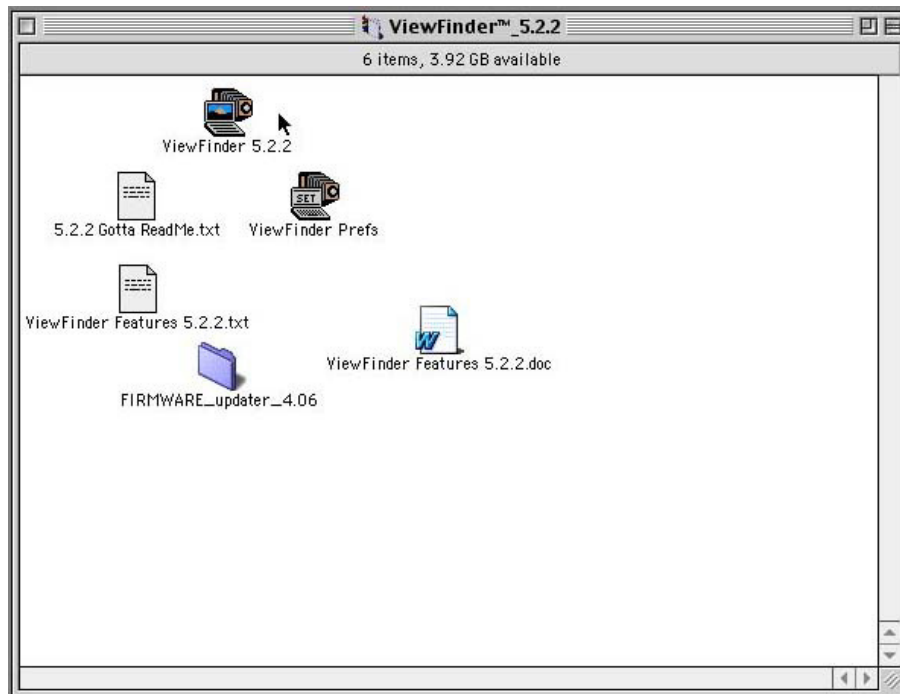 ViewFinder™_5.2.2
6 items, 3.92 GB available
ViewFinder 5.2.2
5.2.2 Gotta ReadMe.txt
SET
ViewFinder Prefs
ViewFinder Features 5.2.2.txt
W
ViewFinder Features 5.2.2.doc
FIRMWARE_updater_4.06